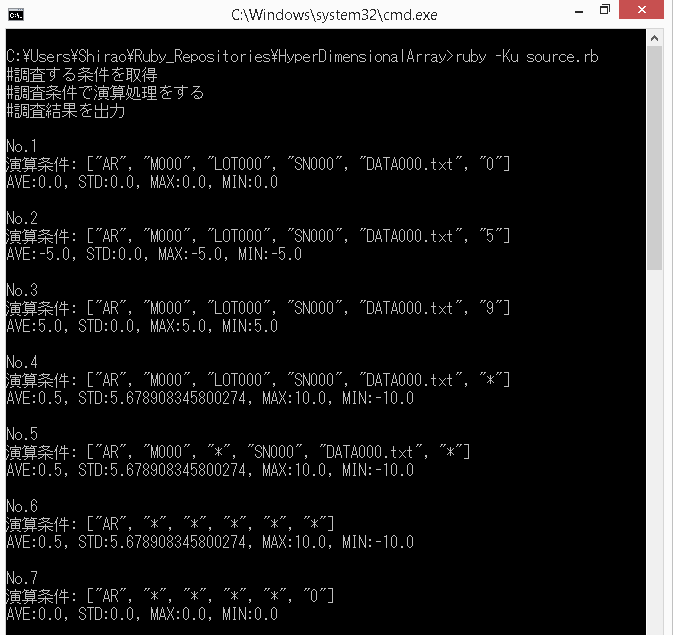 C:\Windows\system32\cmd.exe
C:¥Users¥Shirao¥Ruby_Repositories¥HyperDimensionalArray>ruby -Ku source.rb
#調査する条件を取得
#調査条件で演算処理をする
#調査結果を出力
No.1
演算条件: ["AR", "M000", "LOT000", "SN000", "DATA000.txt", "0"]
AVE:0.0, STD:0.0, MAX:0.0, MIN:0.0
No.2
演算条件: ["AR", "M000", "LOT000", "SN000", "DATA000.txt", "5"]
AVE:-5.0, STD:0.0, MAX:-5.0, MIN:-5.0
No.3
演算条件: ["AR", "M000", "LOT000", "SN000", "DATA000.txt", "9"]
AVE:5.0, STD:0.0, MAX:5.0, MIN:5.0
No.4
演算条件: ["AR", "M000", "LOT000", "SN000", "DATA000.txt", "*"]
AVE:0.5, STD:5.678908345800274, MAX:10.0, MIN:-10.0
No.5
演算条件: ["AR", "M000", "*", "SN000", "DATA000.txt", "*"]
AVE:0.5, STD:5.678908345800274, MAX:10.0, MIN:-10.0
No.6
演算条件: ["AR", "*", "*", "*", "*", "*"]
AVE:0.5, STD:5.678908345800274, MAX:10.0, MIN:-10.0
No.7
演算条件: ["AR", "*", "*", "*", "*", "0"]
AVE:0.0, STD:0.0, MAX:0.0, MIN:0.0